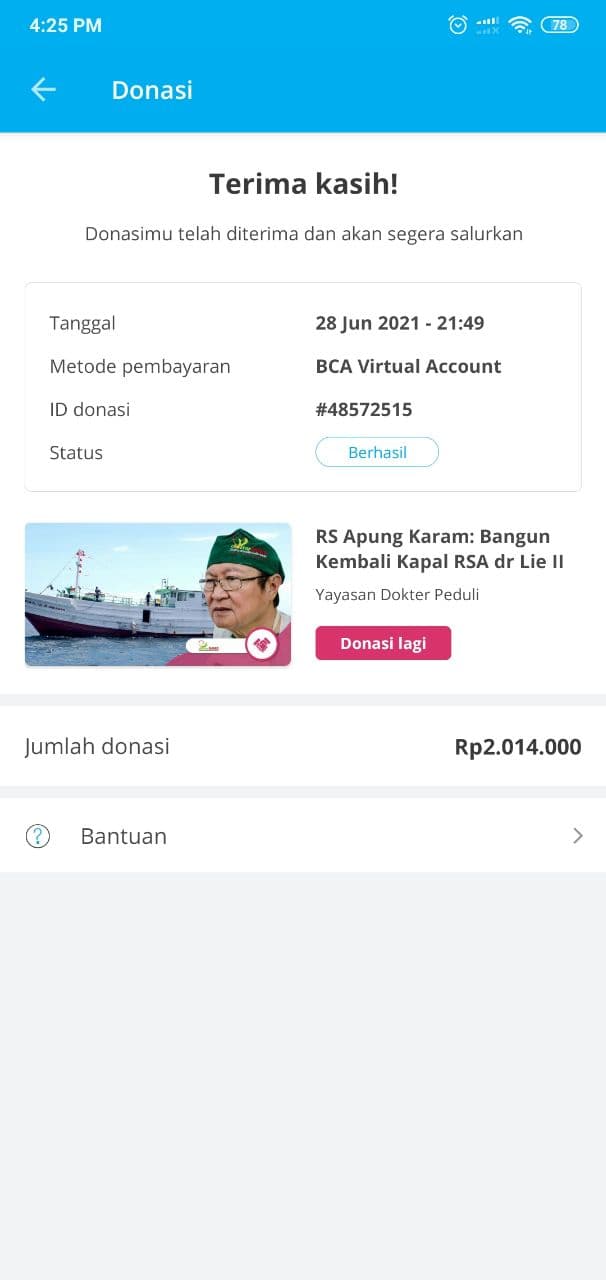 4:25 PM
78
Donasi
Terima kasih!
Donasimu telah diterima dan akan segera salurkan
Tanggal 28 Jun 2021 - 21:49
Metode pembayaran BCA Virtual Account
ID donasi #48572515
Status Berhasil
RS Apung Karam: Bangun
Kembali Kapal RSA dr Lie II
Yayasan Dokter Peduli
Donasi lagi
Jumlah donasi Rp2.014.000
? Bantuan